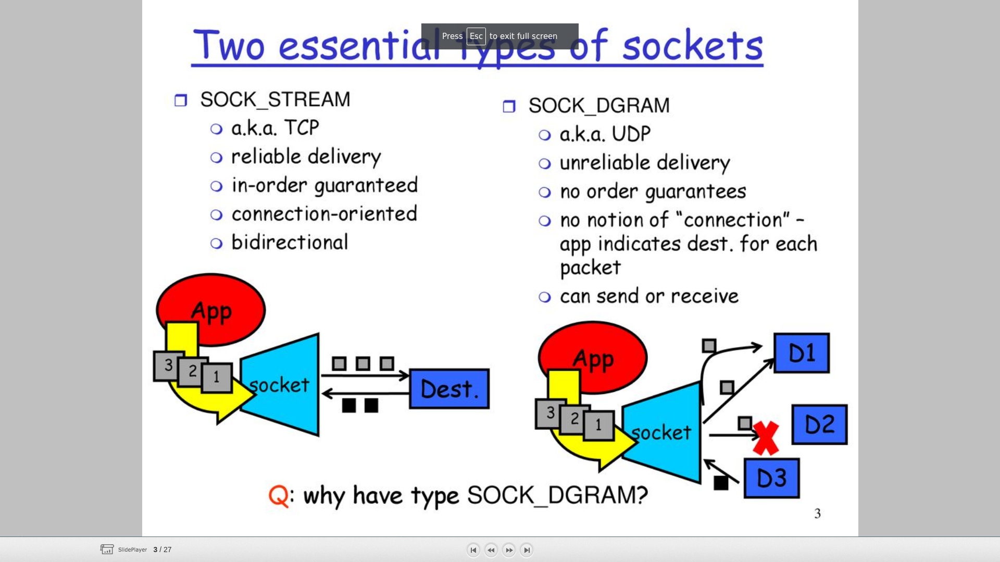 Two essential types of sockets
Press Esc to exit full screen
SOCK_STREAM
a.k.a. TCP
reliable delivery
in-order guaranteed
connection-oriented
bidirectional
App
3
2
1
socket
Dest.
SOCK_DGRAM
a.k.a. UDP
unreliable delivery
no order guarantees
no notion of “connection” –
app indicates dest. for each
packet
can send or receive
App
3
2
1
socket
D1
D2
D3
Q: why have type SOCK_DGRAM?
3
SlidePlayer 3 / 27